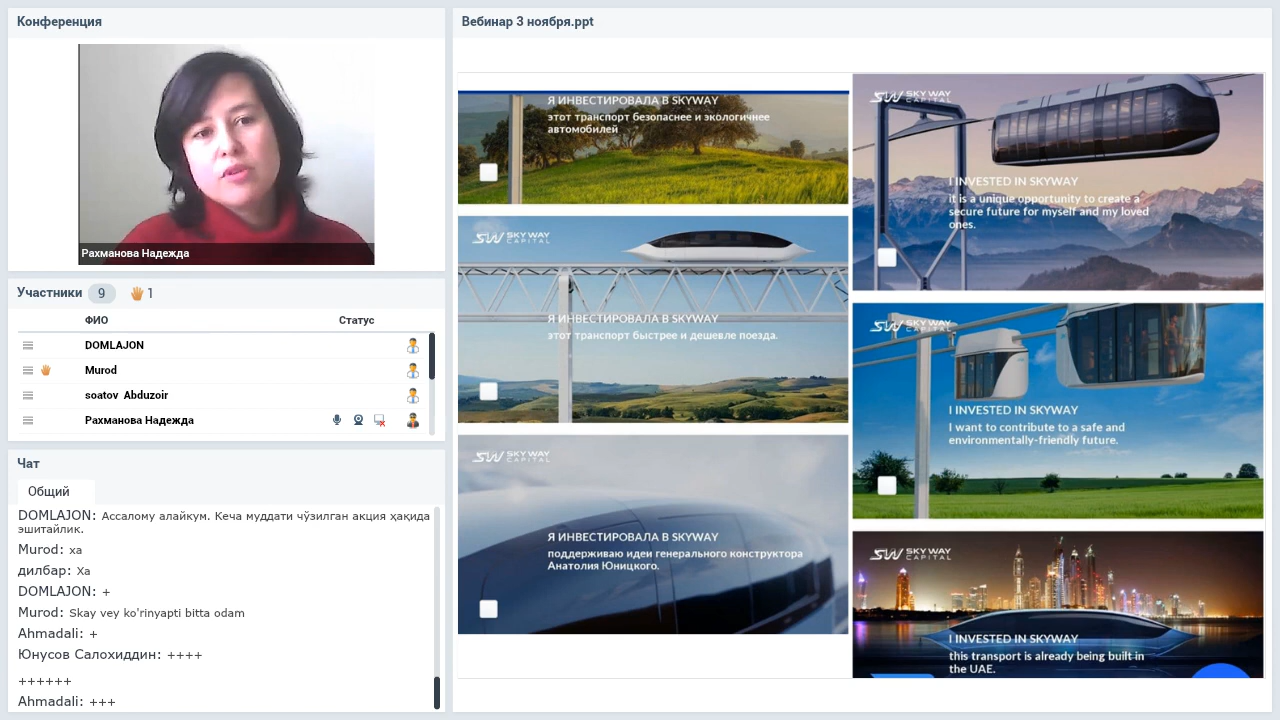 Конференция
Рахманова Надежда
Участники 9 1
ФИО Статус
DOMLAJON
Murod
soatov Abduzoir
Рахманова Надежда
Чат
Общий
DOMLAJON: Ассалому алайкум. Кеча муддати чўзилган акция ҳақида
эшитайлик.
Murod: ха
дилбар: Ха
DOMLAJON: +
Murod: Skay vey ko'rinyapti bitta odam
Ahmadali: +
Юнусов Салохиддин: ++++
++++++
Ahmadali: +++
Вебинар 3 ноября.ppt
Я ИНВЕСТИРОВАЛА В SKYWAY
этот транспорт безопаснее и экологичнее
автомобилей
SW SKY WAY
CAPITAL
Я ИНВЕСТИРОВАЛА В SKYWAY
этот транспорт быстрее и дешевле поезда.
SW SKY WAY
CAPITAL
Я ИНВЕСТИРОВАЛА В SKYWAY
поддерживаю идеи генерального конструктора
Анатолия Юницкого.
SW SKY WAY
CAPITAL
I INVESTED IN SKYWAY
it is a unique opportunity to create a
secure future for myself and my loved
ones.
SW SKY WAY
CAPITAL
I INVESTED IN SKYWAY
I want to contribute to a safe and
environmentally-friendly future.
SW SKY WAY
CAPITAL
I INVESTED IN SKYWAY
this transport is already being built in
the UAE.